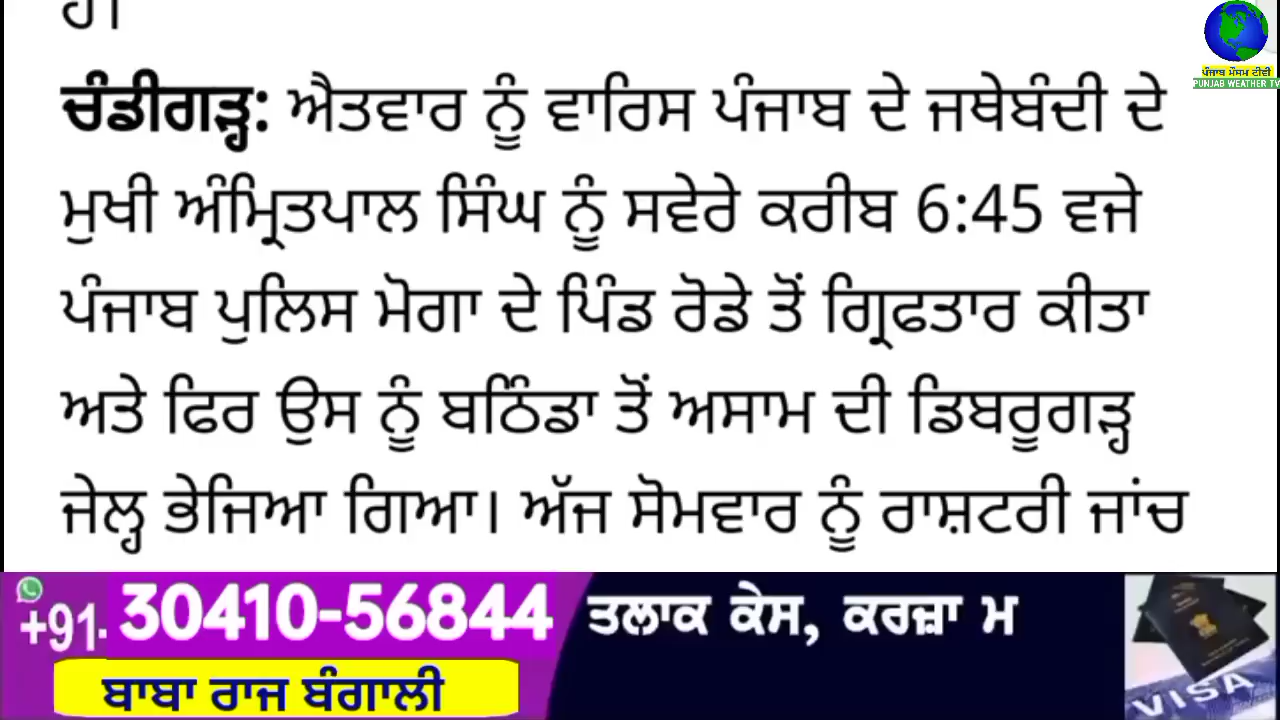 ਹੈ।
ਪੰਜਾਬ ਮੌਸਮ ਟੀਵੀ
PUNJAB WEATHER TV
ਚੰਡੀਗੜ੍ਹ: ਐਤਵਾਰ ਨੂੰ ਵਾਰਿਸ ਪੰਜਾਬ ਦੇ ਜਥੇਬੰਦੀ ਦੇ
ਮੁਖੀ ਅੰਮ੍ਰਿਤਪਾਲ ਸਿੰਘ ਨੂੰ ਸਵੇਰੇ ਕਰੀਬ 6:45 ਵਜੇ
ਪੰਜਾਬ ਪੁਲਿਸ ਮੋਗਾ ਦੇ ਪਿੰਡ ਰੋਡੇ ਤੋਂ ਗ੍ਰਿਫਤਾਰ ਕੀਤਾ
ਅਤੇ ਫਿਰ ਉਸ ਨੂੰ ਬਠਿੰਡਾ ਤੋਂ ਅਸਾਮ ਦੀ ਡਿਬਰੂਗੜ੍ਹ
ਜੇਲ੍ਹ ਭੇਜਿਆ ਗਿਆ। ਅੱਜ ਸੋਮਵਾਰ ਨੂੰ ਰਾਸ਼ਟਰੀ ਜਾਂਚ
+91- 30410-56844 ਤਲਾਕ ਕੇਸ, ਕਰਜ਼ਾ ਮ
ਬਾਬਾ ਰਾਜ ਬੰਗਾਲੀ
VISA